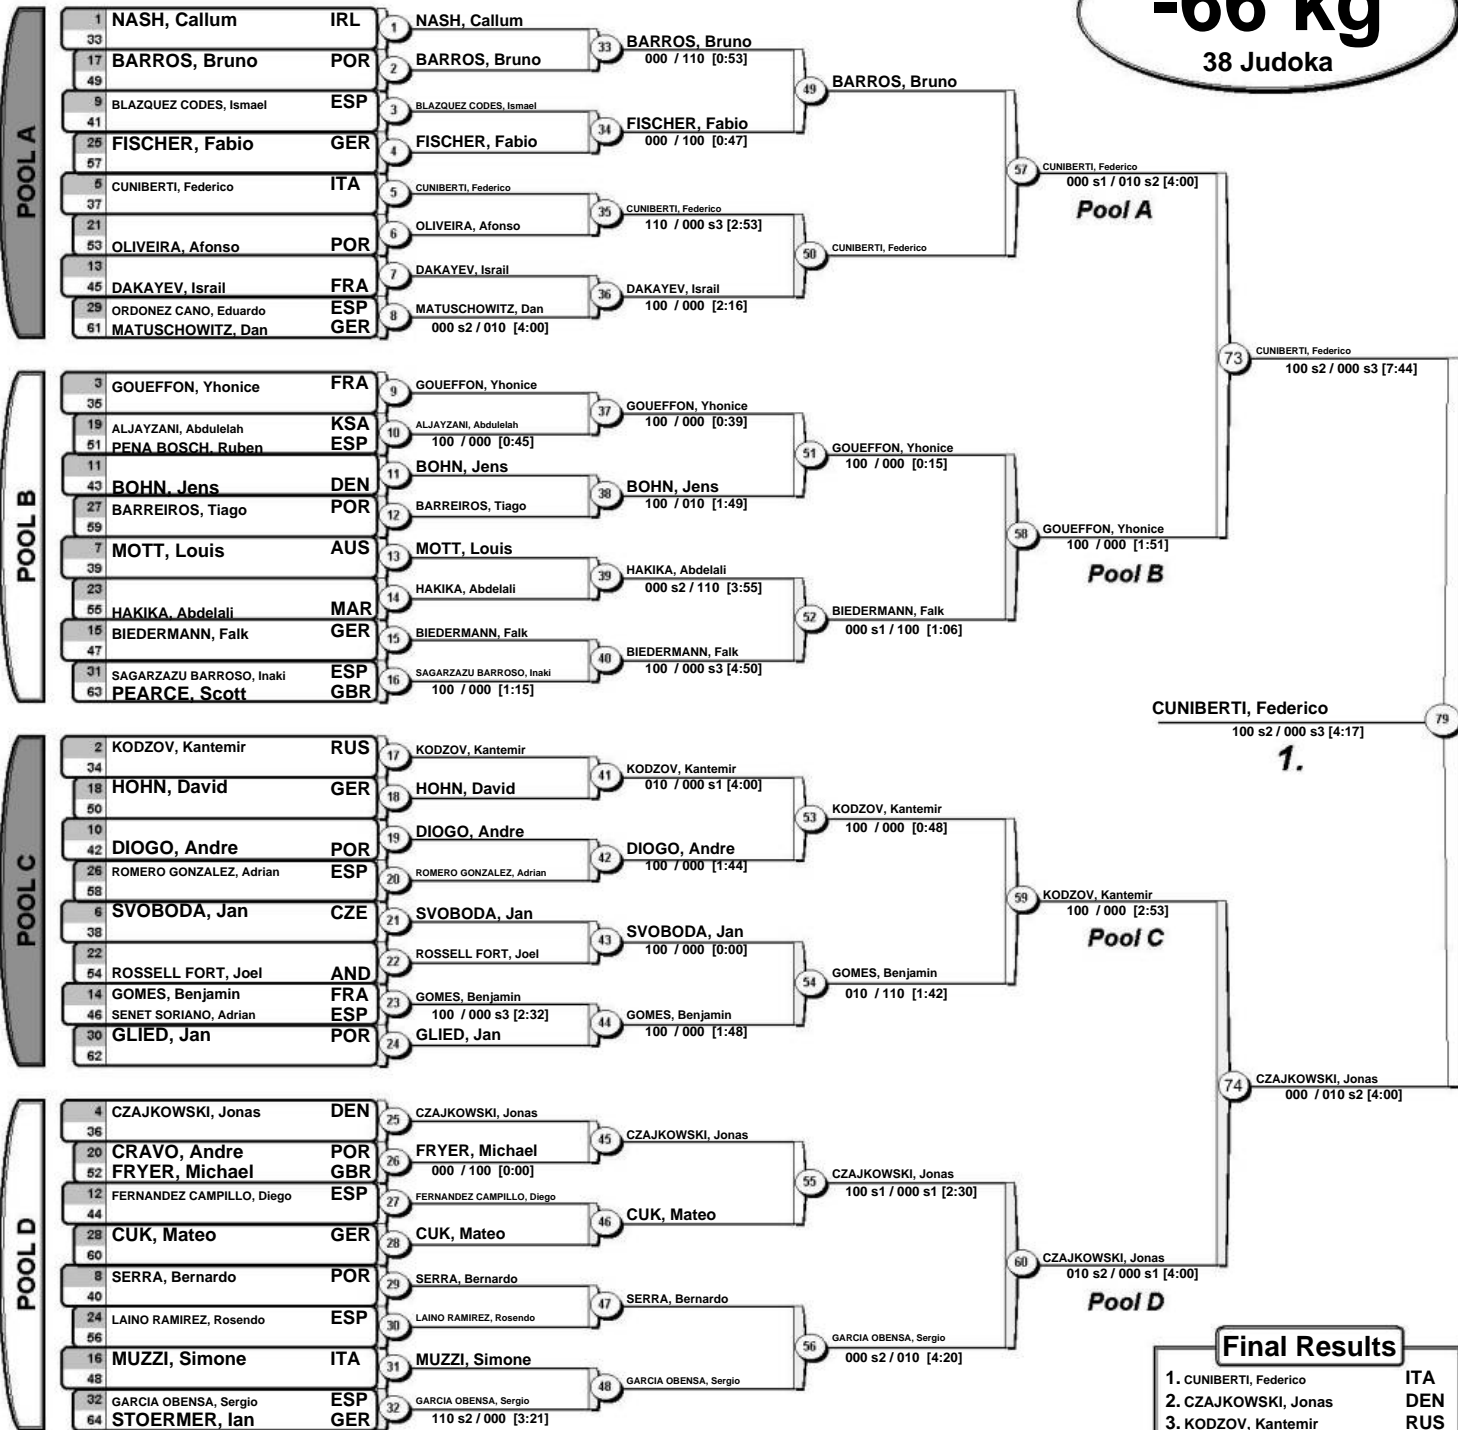 -66 kg
38 Judoka
POOL A
1 NASH, Callum IRL
33
17 BARROS, Bruno POR
49
9 BLAZQUEZ CODES, Ismael ESP
41
25 FISCHER, Fabio GER
57
5 CUNIBERTI, Federico ITA
37
21
53 OLIVEIRA, Afonso POR
13
45 DAKAYEV, Israil FRA
29 ORDONEZ CANO, Eduardo ESP
61 MATUSCHOWITZ, Dan GER
1 NASH, Callum
2 BARROS, Bruno
3 BLAZQUEZ CODES, Ismael
4 FISCHER, Fabio
5 CUNIBERTI, Federico
6 OLIVEIRA, Afonso
7 DAKAYEV, Israil
8 MATUSCHOWITZ, Dan
000 s2 / 010 [4:00]
33 BARROS, Bruno
000 / 110 [0:53]
34 FISCHER, Fabio
000 / 100 [0:47]
35 CUNIBERTI, Federico
110 / 000 s3 [2:53]
36 DAKAYEV, Israil
100 / 000 [2:16]
49 BARROS, Bruno
50 CUNIBERTI, Federico
57 CUNIBERTI, Federico
000 s1 / 010 s2 [4:00]
Pool A
POOL B
3 GOUEFFON, Yhonice FRA
35
19 ALJAYZANI, Abdulelah KSA
51 PENA BOSCH, Ruben ESP
11
43 BOHN, Jens DEN
27 BARREIROS, Tiago POR
59
7 MOTT, Louis AUS
39
23
55 HAKIKA, Abdelali MAR
15 BIEDERMANN, Falk GER
47
31 SAGARZAZU BARROSO, Inaki ESP
63 PEARCE, Scott GBR
9 GOUEFFON, Yhonice
10 ALJAYZANI, Abdulelah
100 / 000 [0:45]
11 BOHN, Jens
12 BARREIROS, Tiago
13 MOTT, Louis
14 HAKIKA, Abdelali
15 BIEDERMANN, Falk
16 SAGARZAZU BARROSO, Inaki
100 / 000 [1:15]
37 GOUEFFON, Yhonice
100 / 000 [0:39]
38 BOHN, Jens
100 / 010 [1:49]
39 HAKIKA, Abdelali
000 s2 / 110 [3:55]
40 BIEDERMANN, Falk
100 / 000 s3 [4:50]
51 GOUEFFON, Yhonice
100 / 000 [0:15]
52 BIEDERMANN, Falk
000 s1 / 100 [1:06]
58 GOUEFFON, Yhonice
100 / 000 [1:51]
Pool B
73 CUNIBERTI, Federico
100 s2 / 000 s3 [7:44]
CUNIBERTI, Federico 79
100 s2 / 000 s3 [4:17]
1.
POOL C
2 KODZOV, Kantemir RUS
34
18 HOHN, David GER
50
10
42 DIOGO, Andre POR
26 ROMERO GONZALEZ, Adrian ESP
58
6 SVOBODA, Jan CZE
38
22
54 ROSSELL FORT, Joel AND
14 GOMES, Benjamin FRA
46 SENET SORIANO, Adrian ESP
30 GLIED, Jan POR
62
17 KODZOV, Kantemir
18 HOHN, David
19 DIOGO, Andre
20 ROMERO GONZALEZ, Adrian
21 SVOBODA, Jan
22 ROSSELL FORT, Joel
23 GOMES, Benjamin
100 / 000 s3 [2:32]
24 GLIED, Jan
41 KODZOV, Kantemir
010 / 000 s1 [4:00]
42 DIOGO, Andre
100 / 000 [1:44]
43 SVOBODA, Jan
100 / 000 [0:00]
44 GOMES, Benjamin
100 / 000 [1:48]
53 KODZOV, Kantemir
100 / 000 [0:48]
54 GOMES, Benjamin
010 / 110 [1:42]
59 KODZOV, Kantemir
100 / 000 [2:53]
Pool C
POOL D
4 CZAJKOWSKI, Jonas DEN
36
20 CRAVO, Andre POR
52 FRYER, Michael GBR
12 FERNANDEZ CAMPILLO, Diego ESP
44
28 CUK, Mateo GER
60
8 SERRA, Bernardo POR
40
24 LAINO RAMIREZ, Rosendo ESP
56
16 MUZZI, Simone ITA
48
32 GARCIA OBENSA, Sergio ESP
64 STOERMER, Ian GER
25 CZAJKOWSKI, Jonas
26 FRYER, Michael
000 / 100 [0:00]
27 FERNANDEZ CAMPILLO, Diego
28 CUK, Mateo
29 SERRA, Bernardo
30 LAINO RAMIREZ, Rosendo
31 MUZZI, Simone
32 GARCIA OBENSA, Sergio
110 s2 / 000 [3:21]
45 CZAJKOWSKI, Jonas
46 CUK, Mateo
47 SERRA, Bernardo
48 GARCIA OBENSA, Sergio
55 CZAJKOWSKI, Jonas
100 s1 / 000 s1 [2:30]
56 GARCIA OBENSA, Sergio
000 s2 / 010 [4:20]
60 CZAJKOWSKI, Jonas
010 s2 / 000 s1 [4:00]
Pool D
74 CZAJKOWSKI, Jonas
000 / 010 s2 [4:00]
Final Results
1. CUNIBERTI, Federico ITA
2. CZAJKOWSKI, Jonas DEN
3. KODZOV, Kantemir RUS